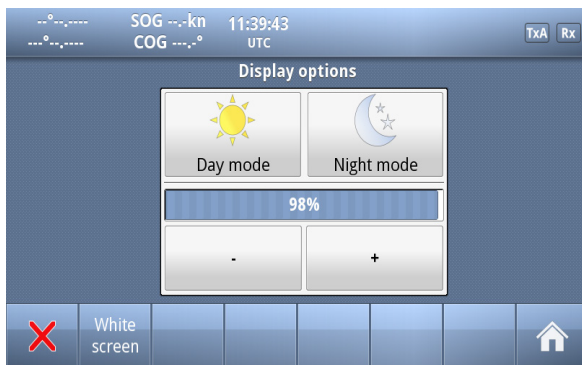 --°--,---- SOG --.-kn 11:39:43
---°--,---- COG ---.-° UTC
TxA Rx
Display options
Day mode Night mode
98%
- +
White
screen